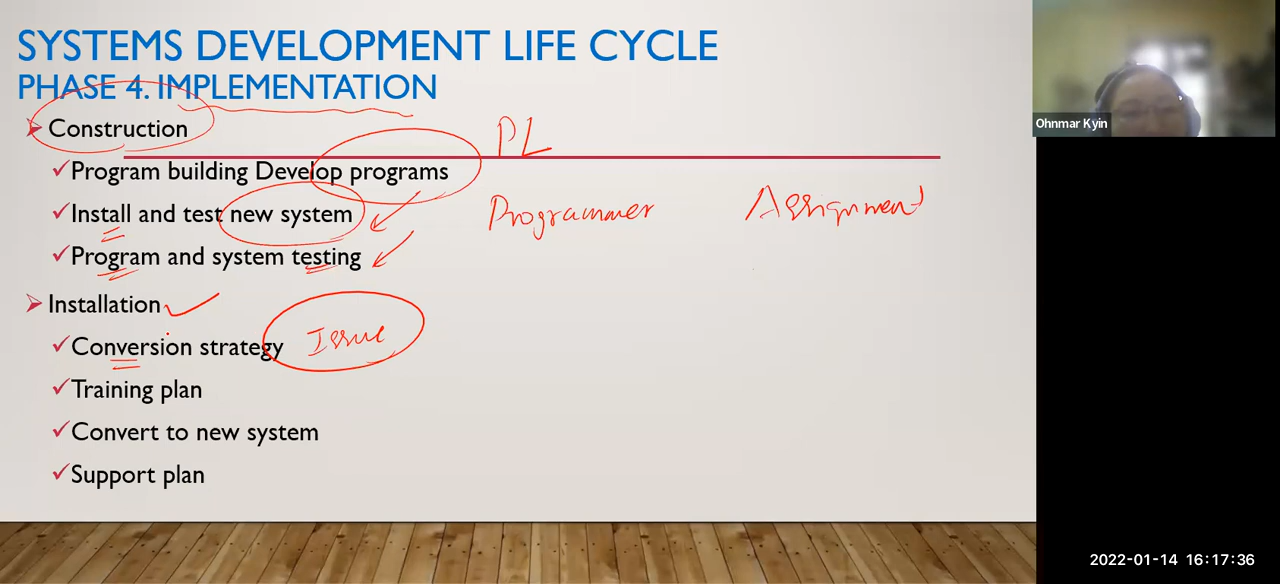 SYSTEMS DEVELOPMENT LIFE CYCLE
PHASE 4. IMPLEMENTATION
Construction
PL
✓Program building Develop programs
✓Install and test new system
Programmer
Assignment
✓Program and system testing
Installation
✓Conversion strategy
Issue
✓Training plan
✓Convert to new system
✓Support plan
Ohnmar Kyin
2022-01-14 16:17:36